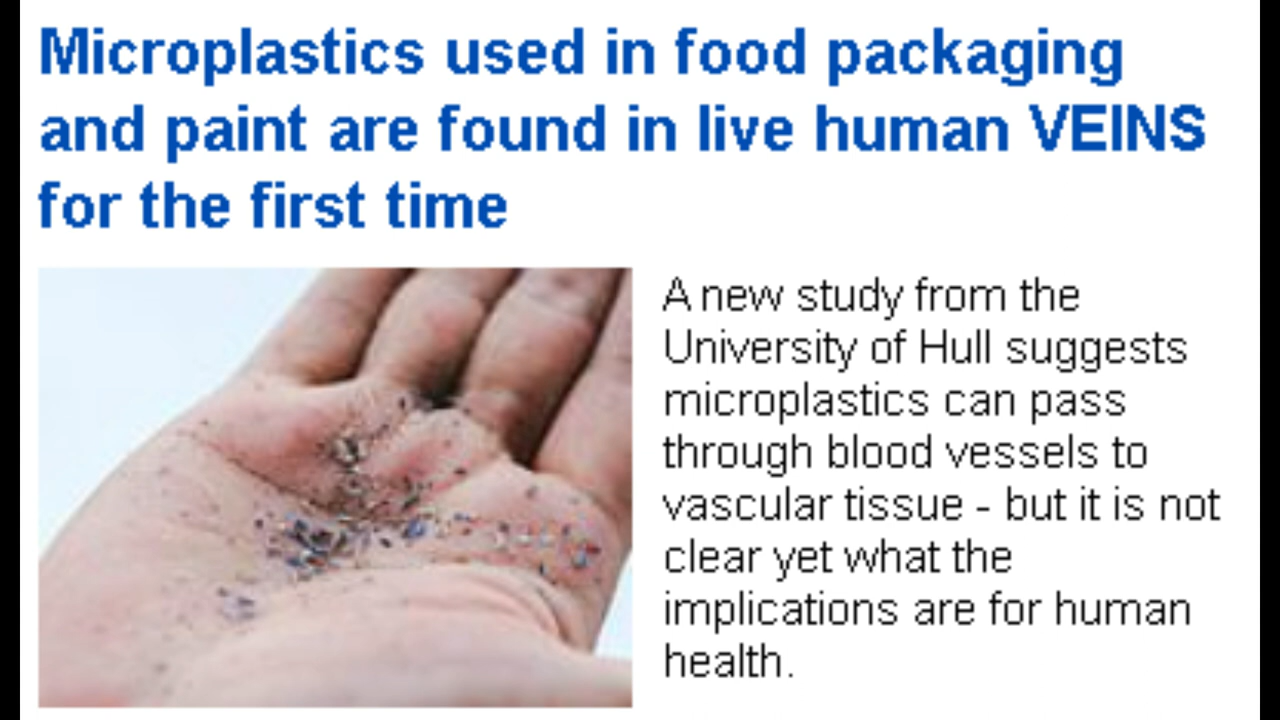 Microplastics used in food packaging
and paint are found in live human VEINS
for the first time
A new study from the
University of Hull suggests
microplastics can pass
through blood vessels to
vascular tissue - but it is not
clear yet what the
implications are for human
health.